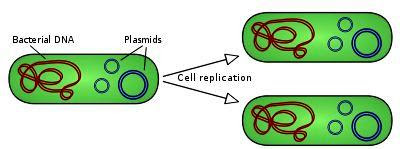 Bacterial DNA
Plasmids
Cell replication